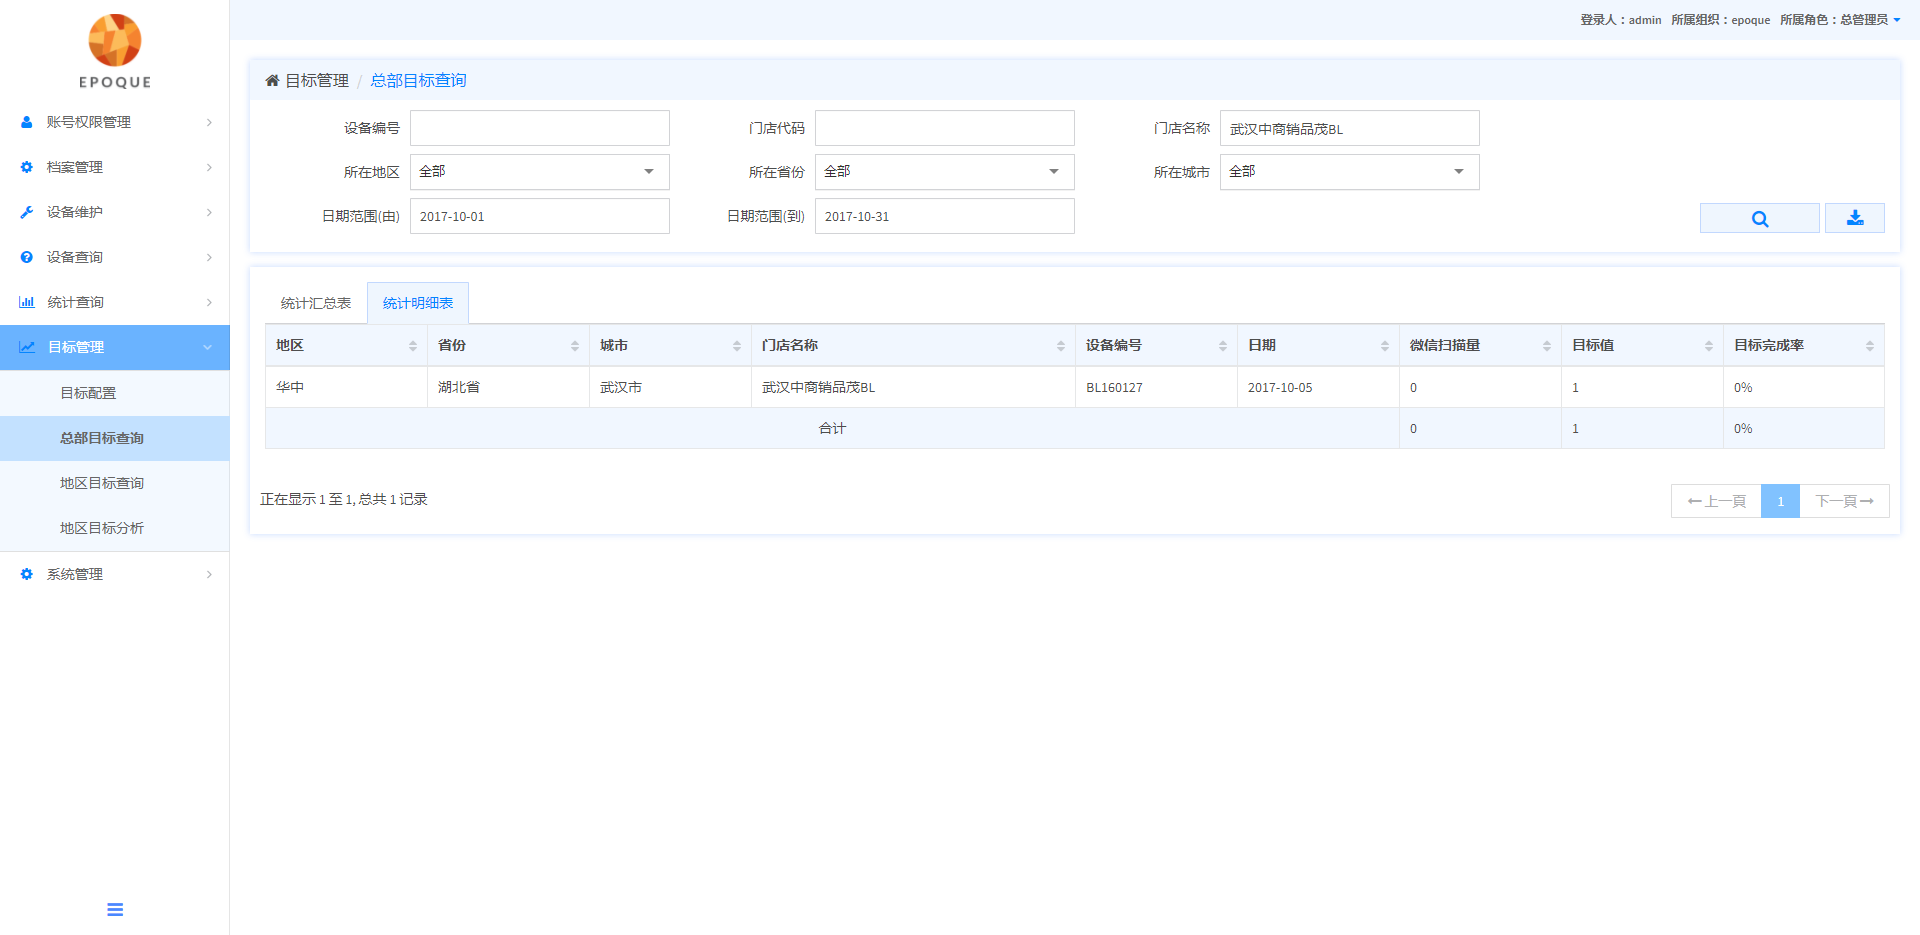 EPOQUE
账号权限管理
档案管理
设备维护
设备查询
统计查询
目标管理
目标配置
总部目标查询
地区目标查询
地区目标分析
系统管理
登录人：admin 所属组织：epoque 所属角色：总管理员
目标管理 / 总部目标查询
设备编号 门店代码 门店名称 武汉中商销品茂BL
所在地区 全部 所在省份 全部 所在城市 全部
日期范围(由) 2017-10-01 日期范围(到) 2017-10-31
统计汇总表 统计明细表
地区 省份 城市 门店名称 设备编号 日期 微信扫描量 目标值 目标完成率
华中 湖北省 武汉市 武汉中商销品茂BL BL160127 2017-10-05 0 1 0%
合计 0 1 0%
正在显示 1 至 1, 总共 1 记录
上一頁 1 下一頁